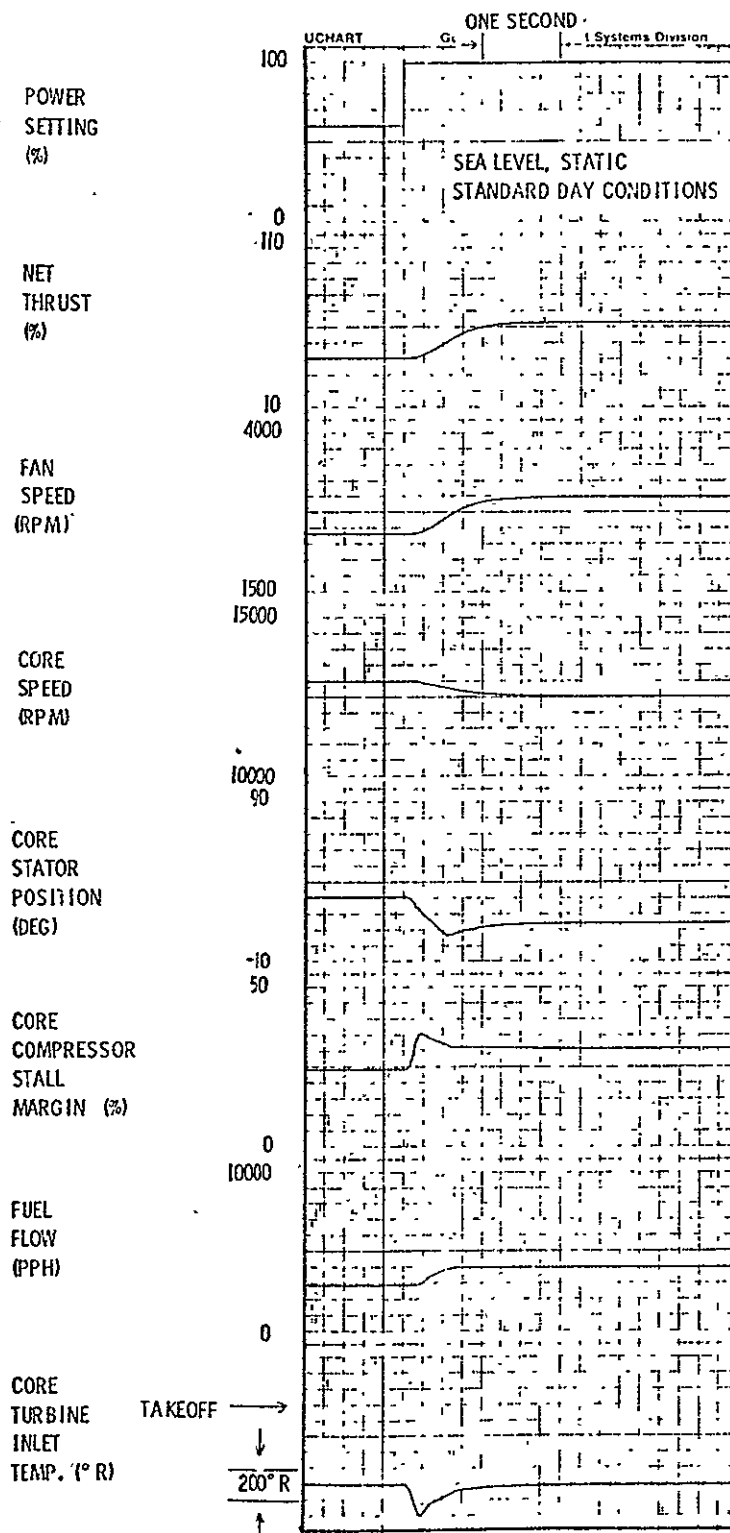 ONE SECOND
UCHART
l Systems Division
100
POWER
SETTING
(%)
SEA LEVEL, STATIC
STANDARD DAY CONDITIONS
0
110
NET
THRUST
(%)
10
4000
FAN
SPEED
(RPM)
1500
15000
CORE
SPEED
(RPM)
10000
90
CORE
STATOR
POSITION
(DEG)
-10
50
CORE
COMPRESSOR
STALL
MARGIN (%)
0
10000
FUEL
FLOW
(PPH)
0
CORE
TURBINE
INLET
TEMP. (° R)
TAKEOFF
200° R